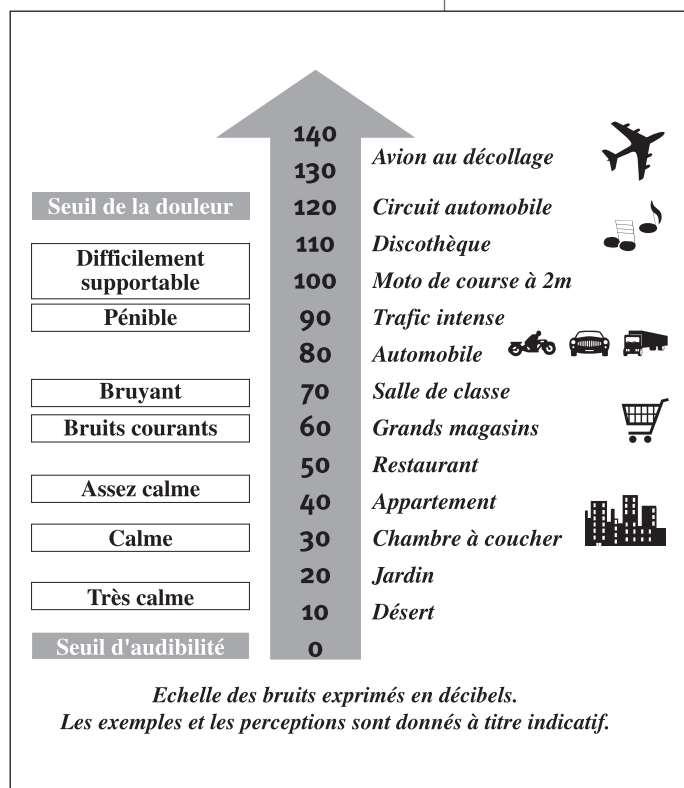 140
Avion au décollage
130
Seuil de la douleur 120 Circuit automobile
110 Discothèque
Difficilement
supportable
100 Moto de course à 2m
Pénible 90 Trafic intense
80 Automobile
Bruyant 70 Salle de classe
Bruits courants 60 Grands magasins
50 Restaurant
Assez calme
40 Appartement
Calme 30 Chambre à coucher
20 Jardin
Très calme
10 Désert
Seuil d'audibilité 0
Echelle des bruits exprimés en décibels.
Les exemples et les perceptions sont donnés à titre indicatif.